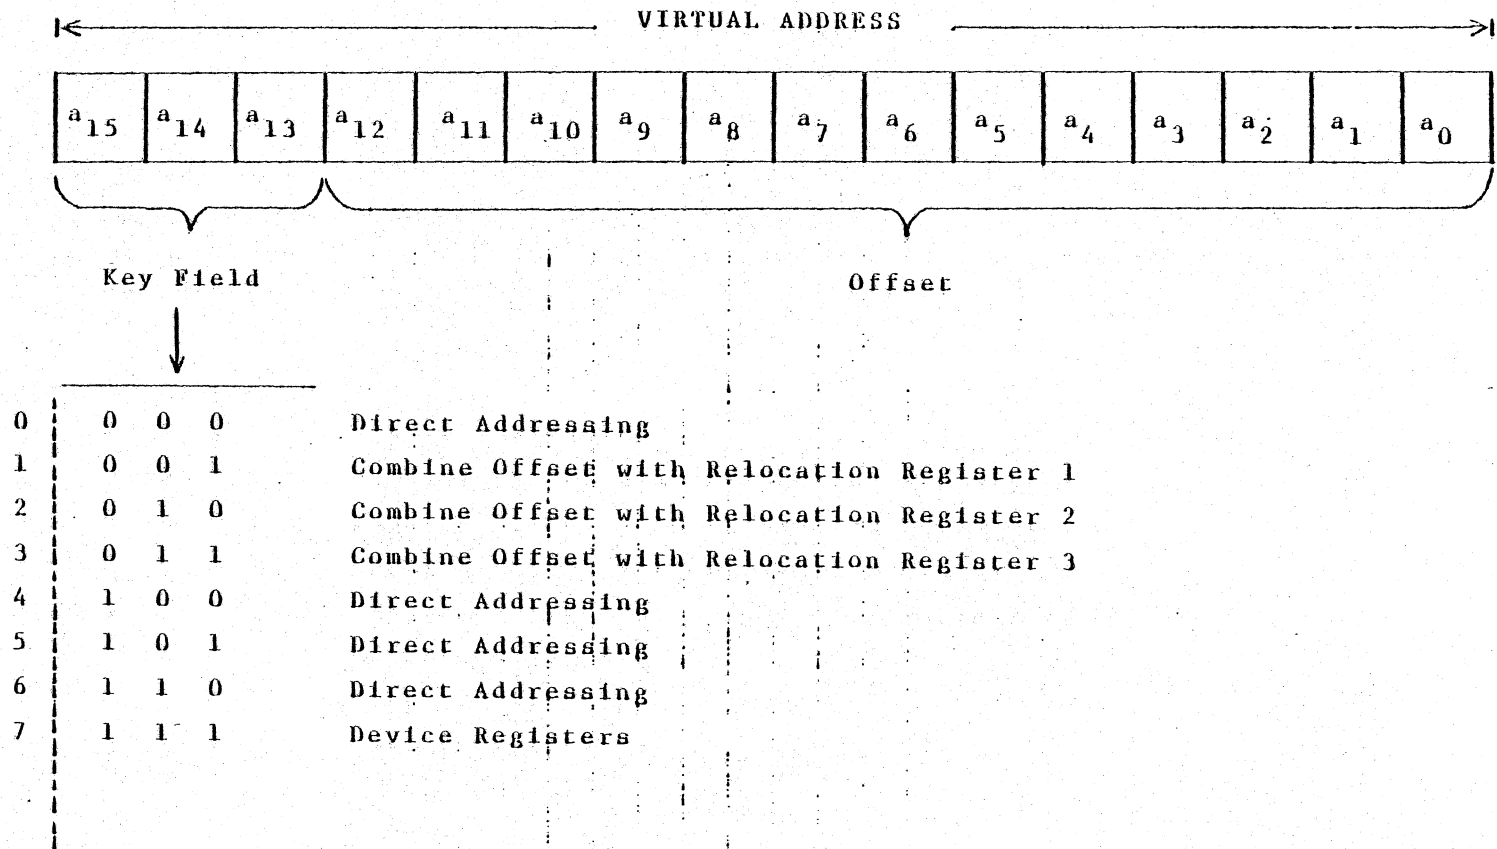 VIRTUAL ADDRESS
a15 a14 a13 a12 a11 a10 a9 a8 a7 a6 a5 a4 a3 a2 a1 a0
Key Field
Offset
0 0 0 0 Direct Addressing
1 0 0 1 Combine Offset with Relocation Register 1
2 0 1 0 Combine Offset with Relocation Register 2
3 0 1 1 Combine Offset with Relocation Register 3
4 1 0 0 Direct Addressing
5 1 0 1 Direct Addressing
6 1 1 0 Direct Addressing
7 1 1 1 Device Registers